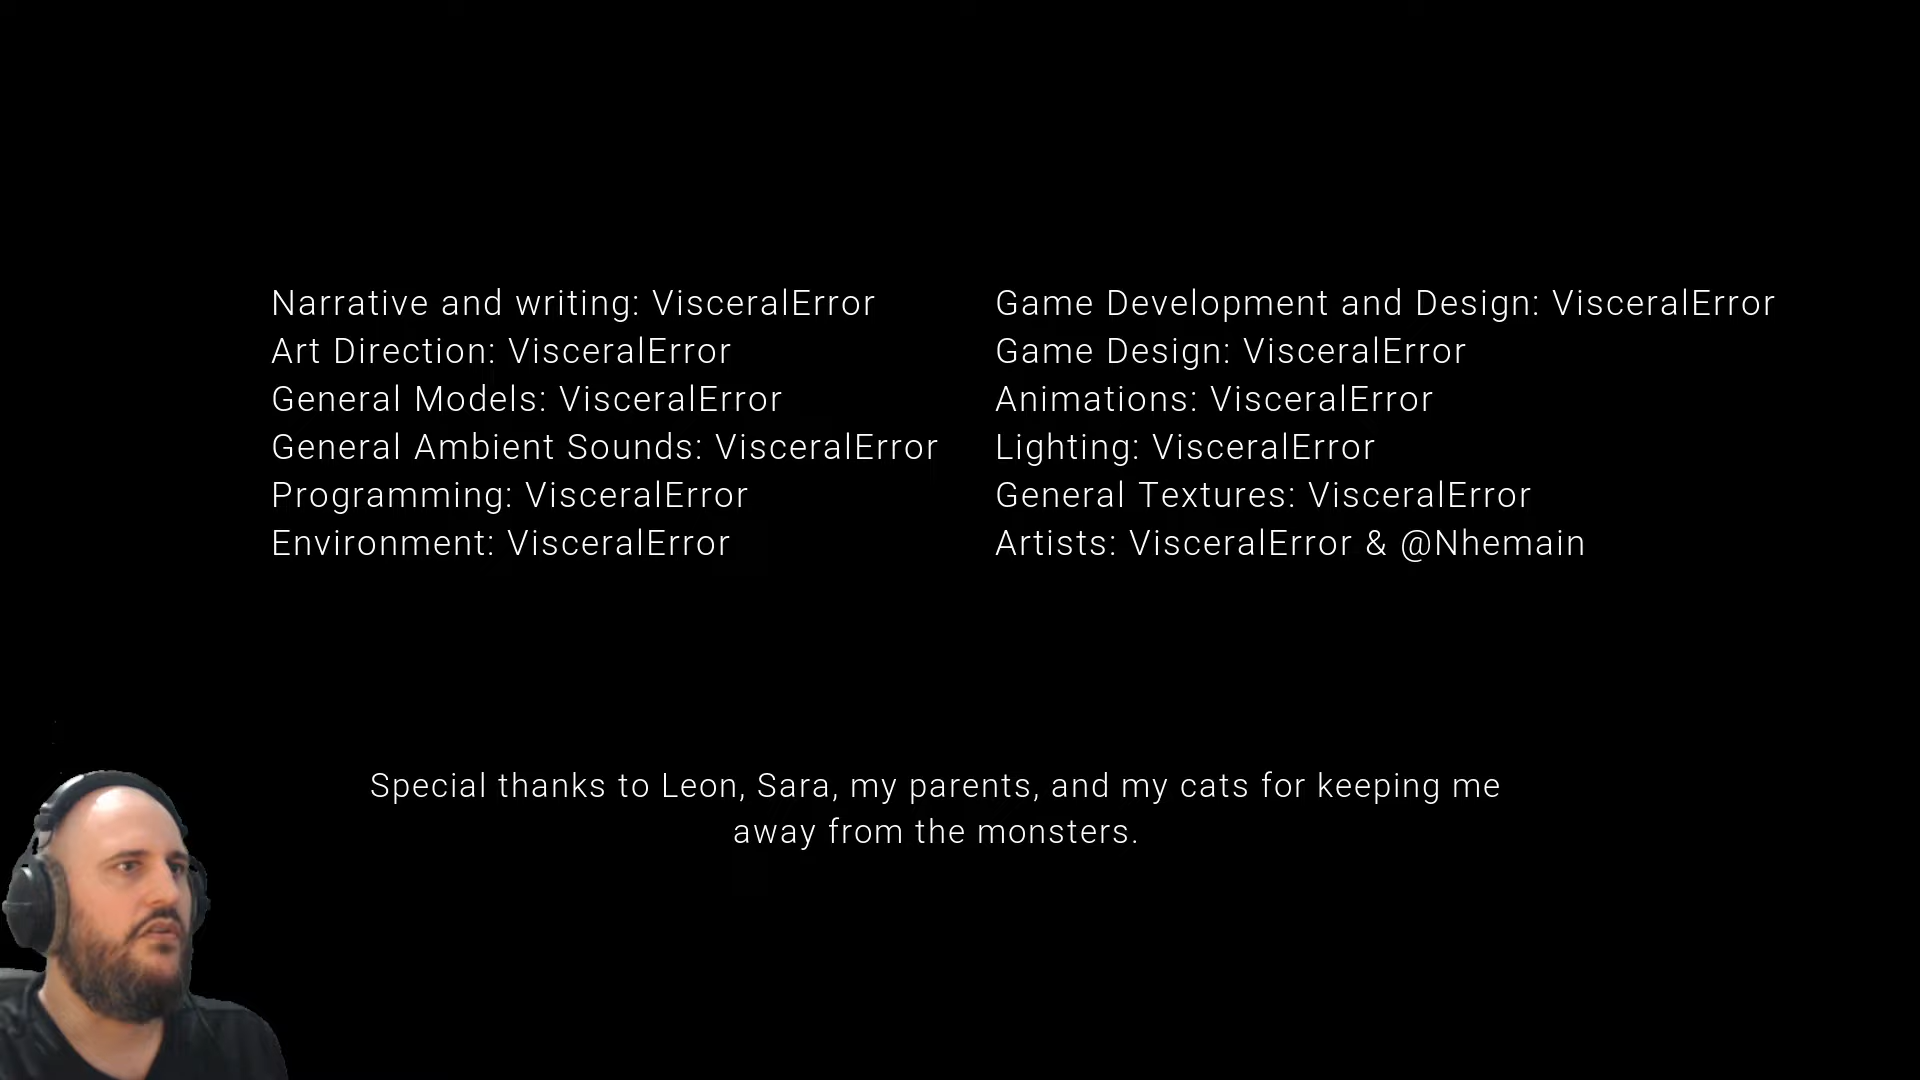 Narrative and writing: VisceralError
Art Direction: VisceralError
General Models: VisceralError
General Ambient Sounds: VisceralError
Programming: VisceralError
Environment: VisceralError
Game Development and Design: VisceralError
Game Design: VisceralError
Animations: VisceralError
Lighting: VisceralError
General Textures: VisceralError
Artists: VisceralError & @Nhemain
Special thanks to Leon, Sara, my parents, and my cats for keeping me
away from the monsters.